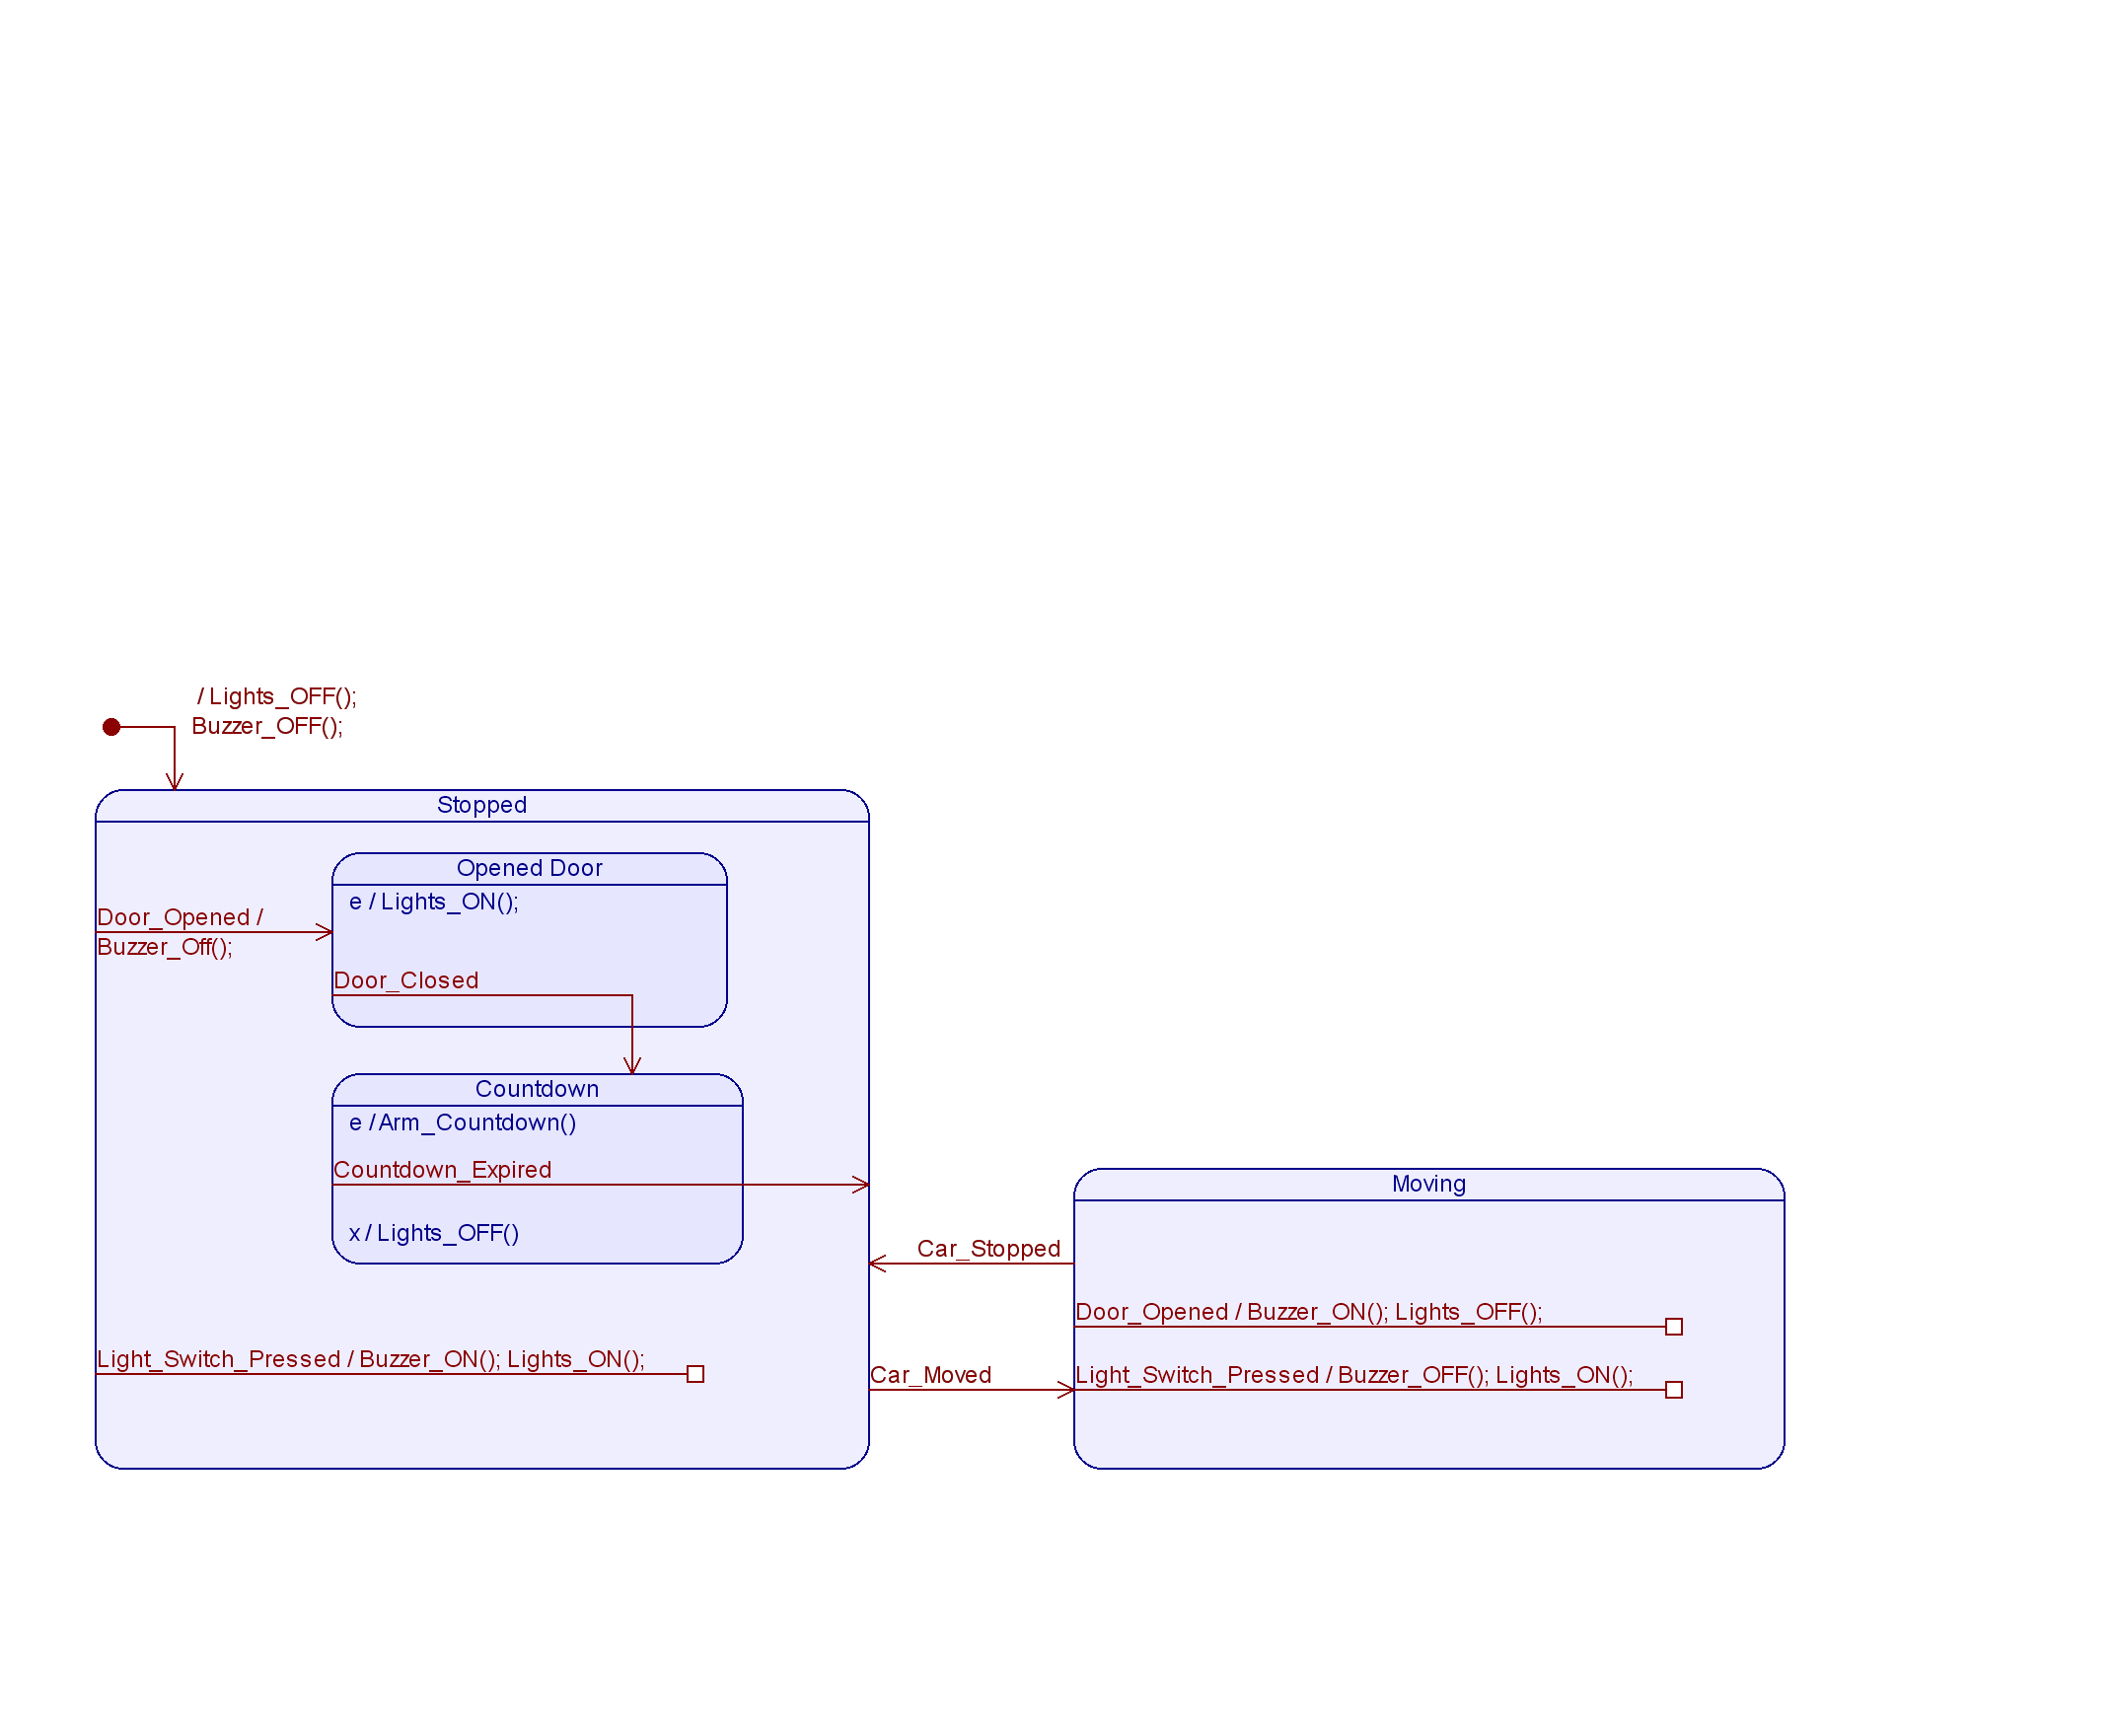 / Lights_OFF();
Buzzer_OFF();
Stopped
Opened Door
e / Lights_ON();
Door_Opened /
Buzzer_Off();
Door_Closed
Countdown
e / Arm_Countdown()
Countdown_Expired
x / Lights_OFF()
Light_Switch_Pressed / Buzzer_ON(); Lights_ON();
Car_Stopped
Car_Moved
Moving
Door_Opened / Buzzer_ON(); Lights_OFF();
Light_Switch_Pressed / Buzzer_OFF(); Lights_ON();